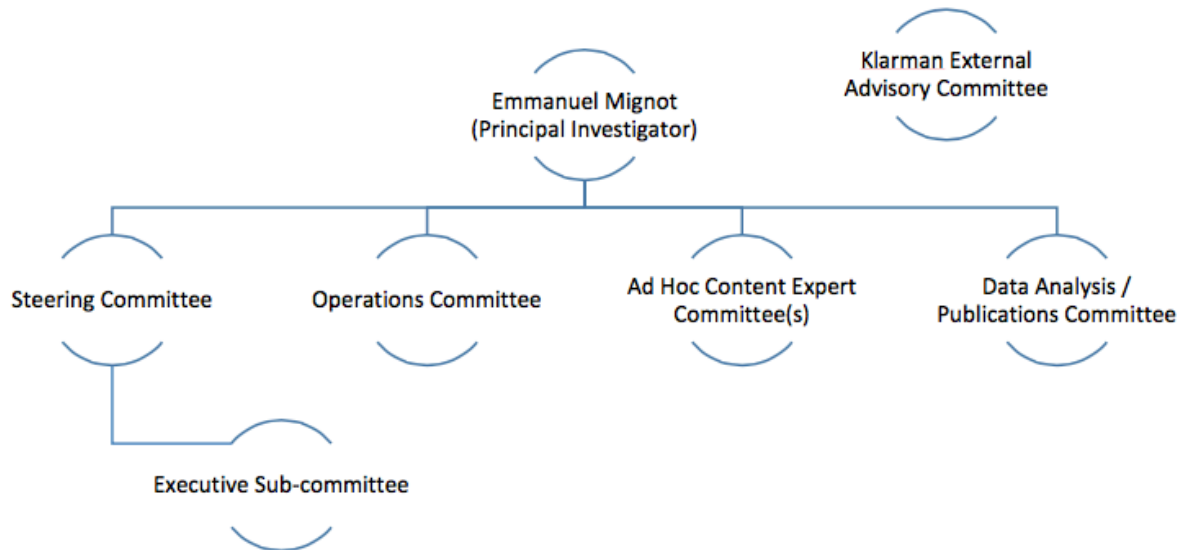 Klarman External
Advisory Committee
Emmanuel Mignot
(Principal Investigator)
Steering Committee
Operations Committee
Ad Hoc Content Expert
Committee(s)
Data Analysis /
Publications Committee
Executive Sub-committee